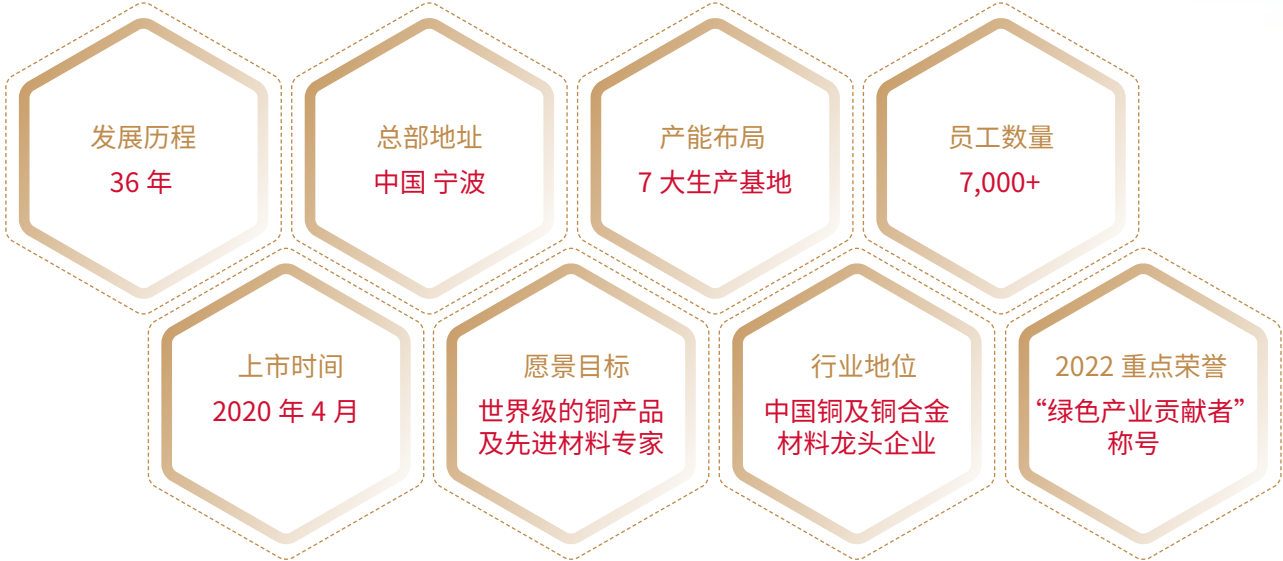 发展历程
36 年
总部地址
中国 宁波
产能布局
7 大生产基地
员工数量
7,000+
上市时间
2020 年 4 月
愿景目标
世界级的铜产品
及先进材料专家
行业地位
中国铜及铜合金
材料龙头企业
2022 重点荣誉
“绿色产业贡献者”
称号